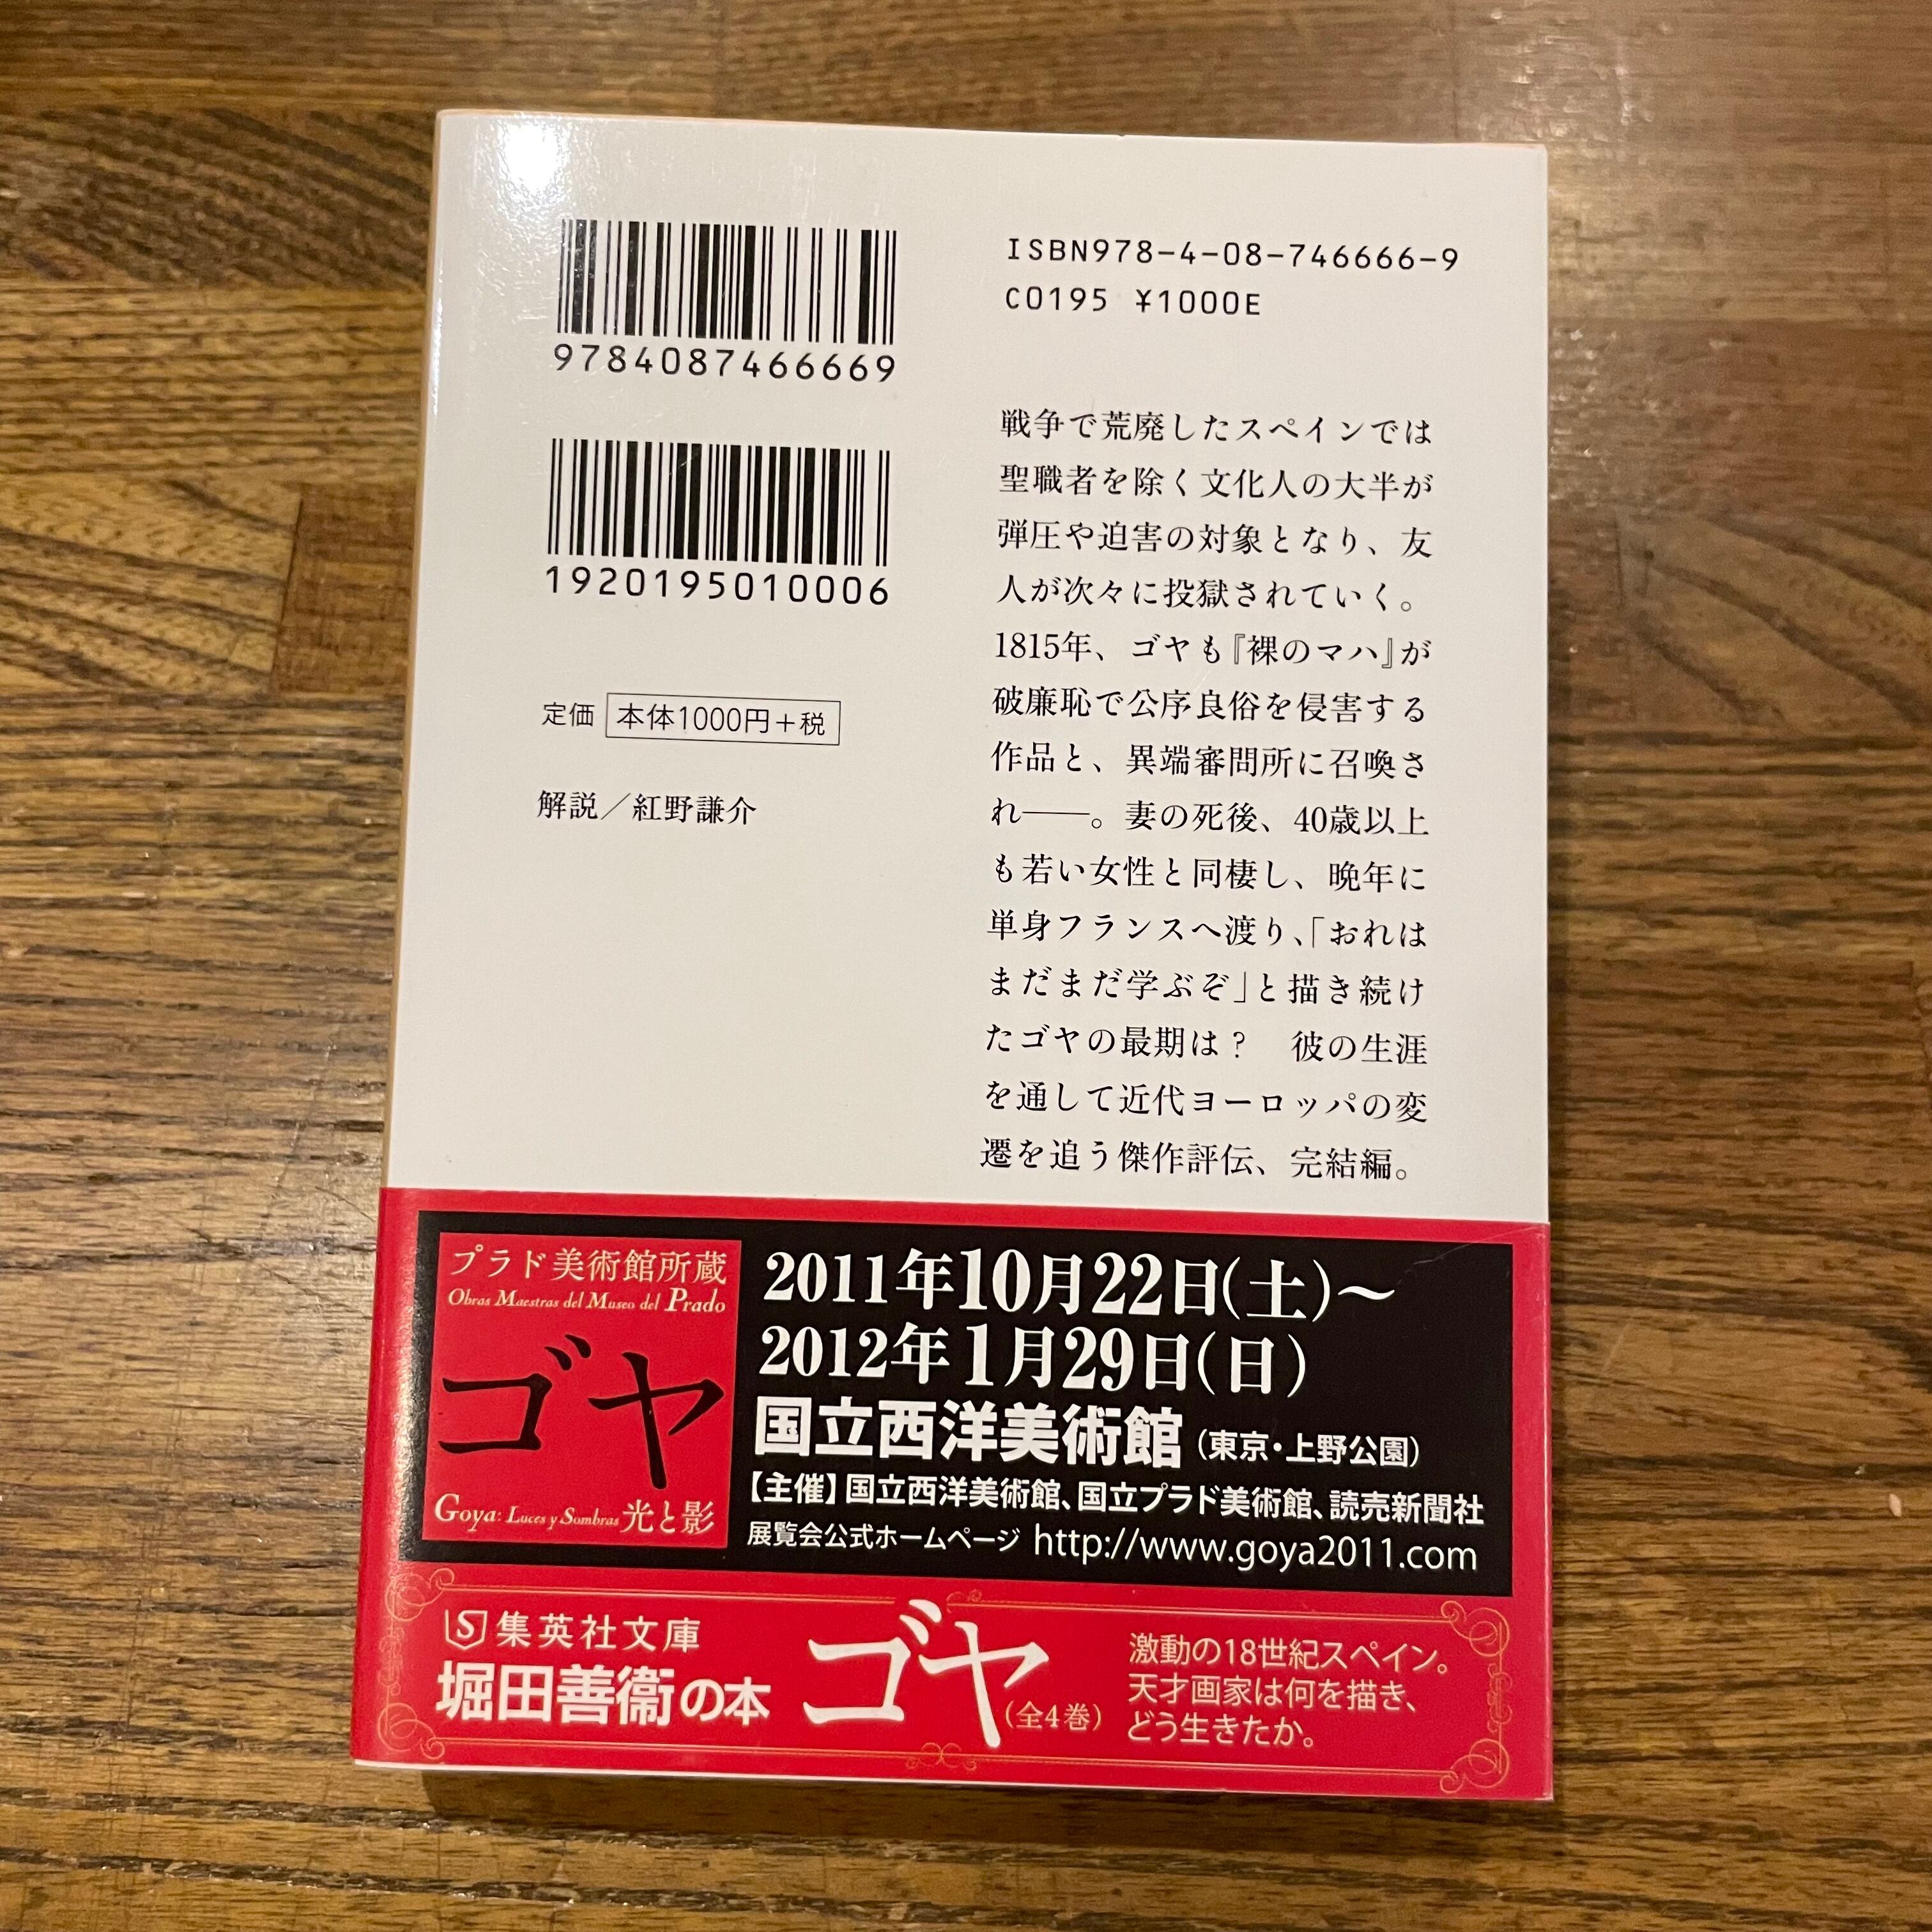 9784087466669
1920195010006
定価 本体1000円+税
解説／紅野謙介
ISBN978-4-08-746666-9
C0195 ¥1000E
戦争で荒廃したスペインでは
聖職者を除く文化人の大半が
弾圧や迫害の対象となり、友
人が次々に投獄されていく。
1815年、ゴヤも『裸のマハ』が
破廉恥で公序良俗を侵害する
作品と、異端審問所に召喚さ
れ――。妻の死後、40歳以上
も若い女性と同棲し、晩年に
単身フランスへ渡り、「おれは
まだまだ学ぶぞ」と描き続け
たゴヤの最期は？　彼の生涯
を通して近代ヨーロッパの変
遷を追う傑作評伝、完結編。
プラド美術館所蔵
Obras Maestras del Museo del Prado
ゴヤ
Goya: Luces y Sombras 光と影
2011年10月22日(土)〜
2012年1月29日(日)
国立西洋美術館（東京・上野公園）
【主催】国立西洋美術館、国立プラド美術館、読売新聞社
展覧会公式ホームページ http://www.goya2011.com
S 集英社文庫
堀田善衞の本
ゴヤ
（全4巻）
激動の18世紀スペイン。
天才画家は何を描き、
どう生きたか。